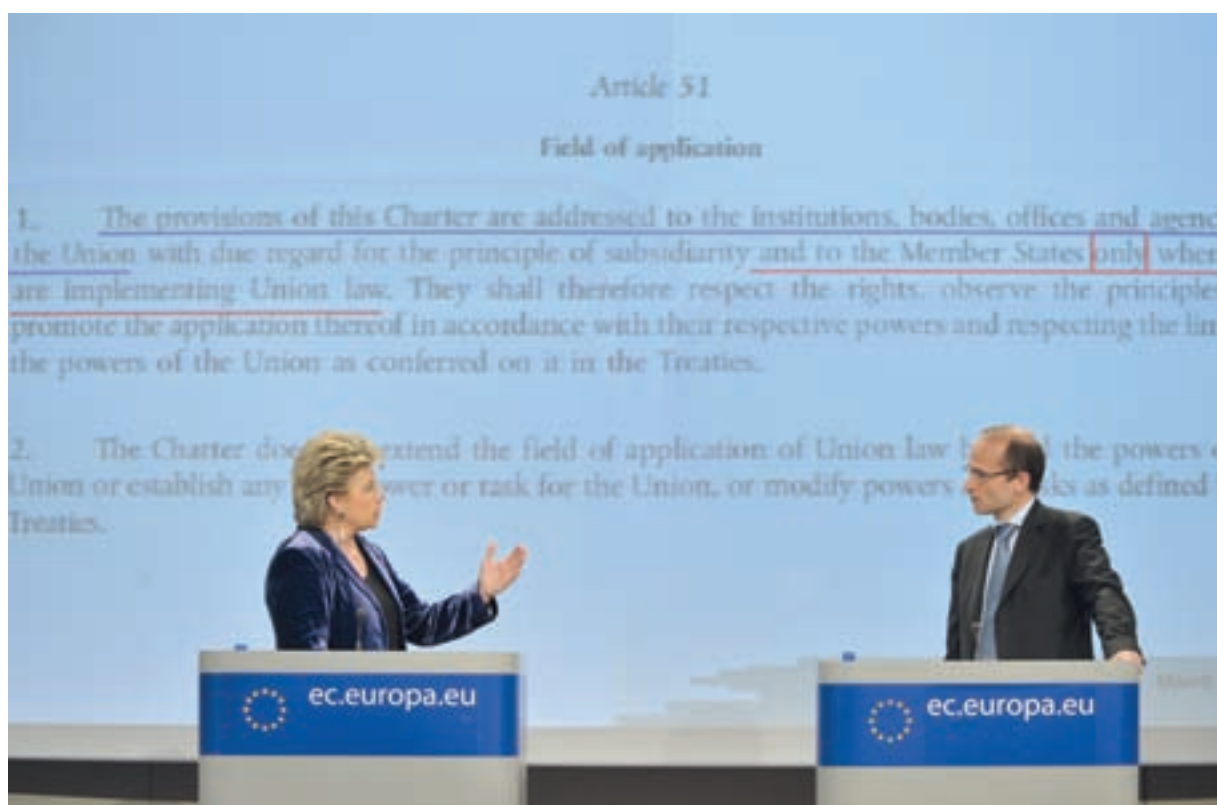 Article 51
Field of application
1. The provisions of this Charter are addressed to the institutions, bodies, offices and agenc
the Union with due regard for the principle of subsidiarity and to the Member States only when
are implementing Union law. They shall therefore respect the rights, observe the principles
promote the application thereof in accordance with their respective powers and respecting the lim
the powers of the Union as conferred on it in the Treaties.
2. The Charter doe extend the field of application of Union law b d the powers o
Union or establish any ower or task for the Union, or modify powers sks as defined
Treaties.
ec.europa.eu
ec.europa.eu